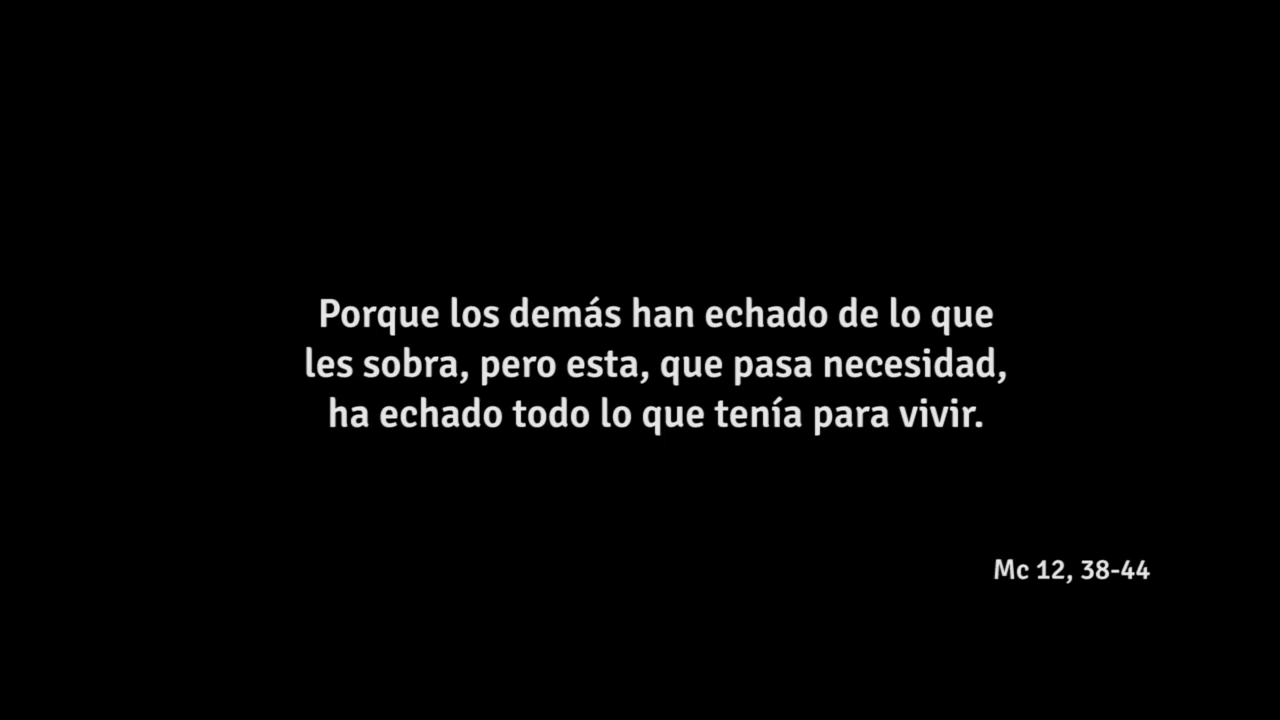 Porque los demás han echado de lo que
les sobra, pero esta, que pasa necesidad,
ha echado todo lo que tenía para vivir.
Mc 12, 38-44